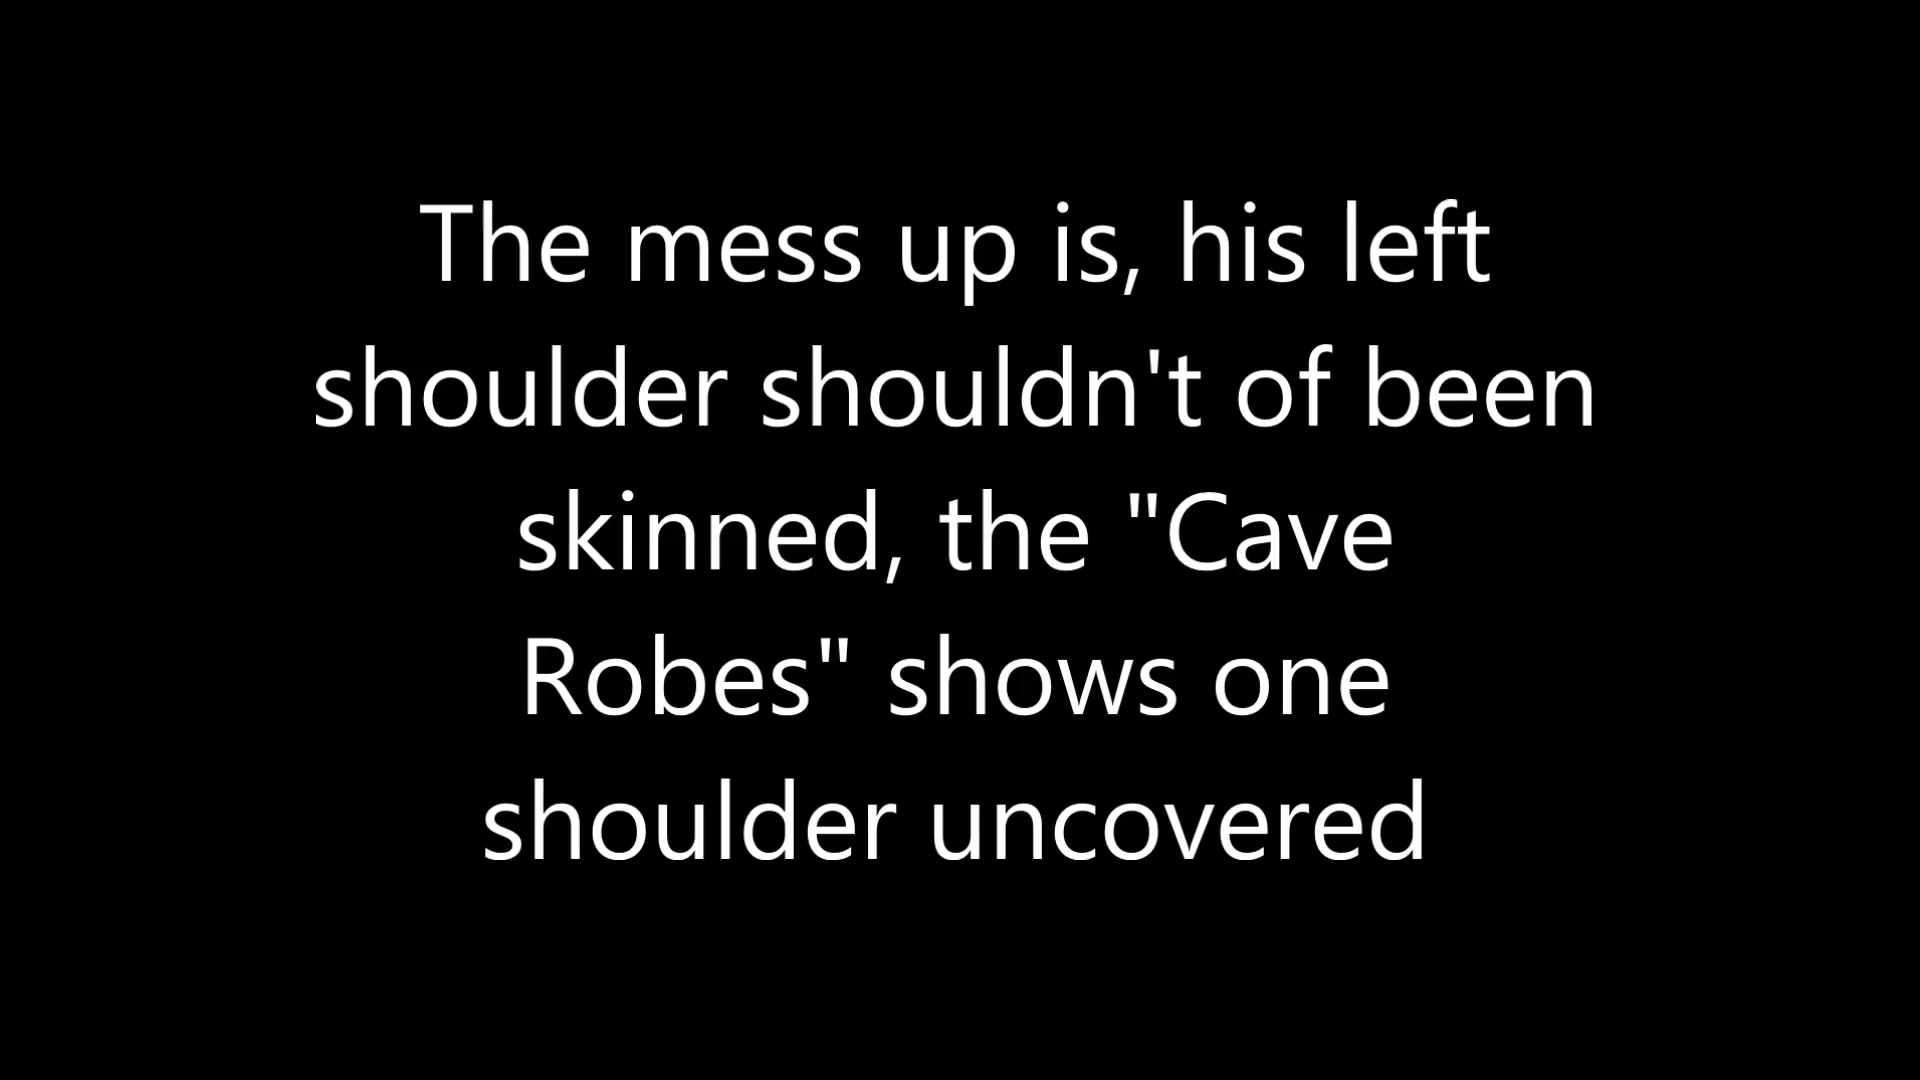 The mess up is, his left
shoulder shouldn't of been
skinned, the "Cave
Robes" shows one
shoulder uncovered